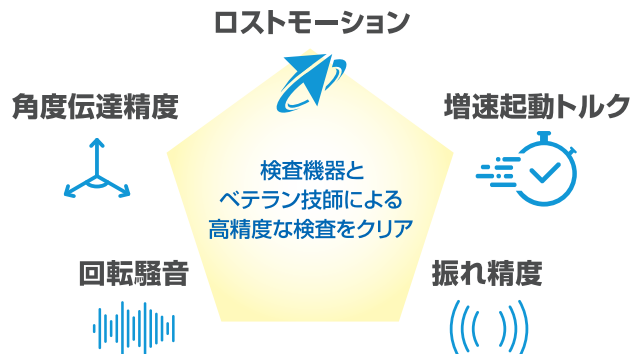 ロストモーション
角度伝達精度
増速起動トルク
検査機器と
ベテラン技師による
高精度な検査をクリア
回転騒音
振れ精度